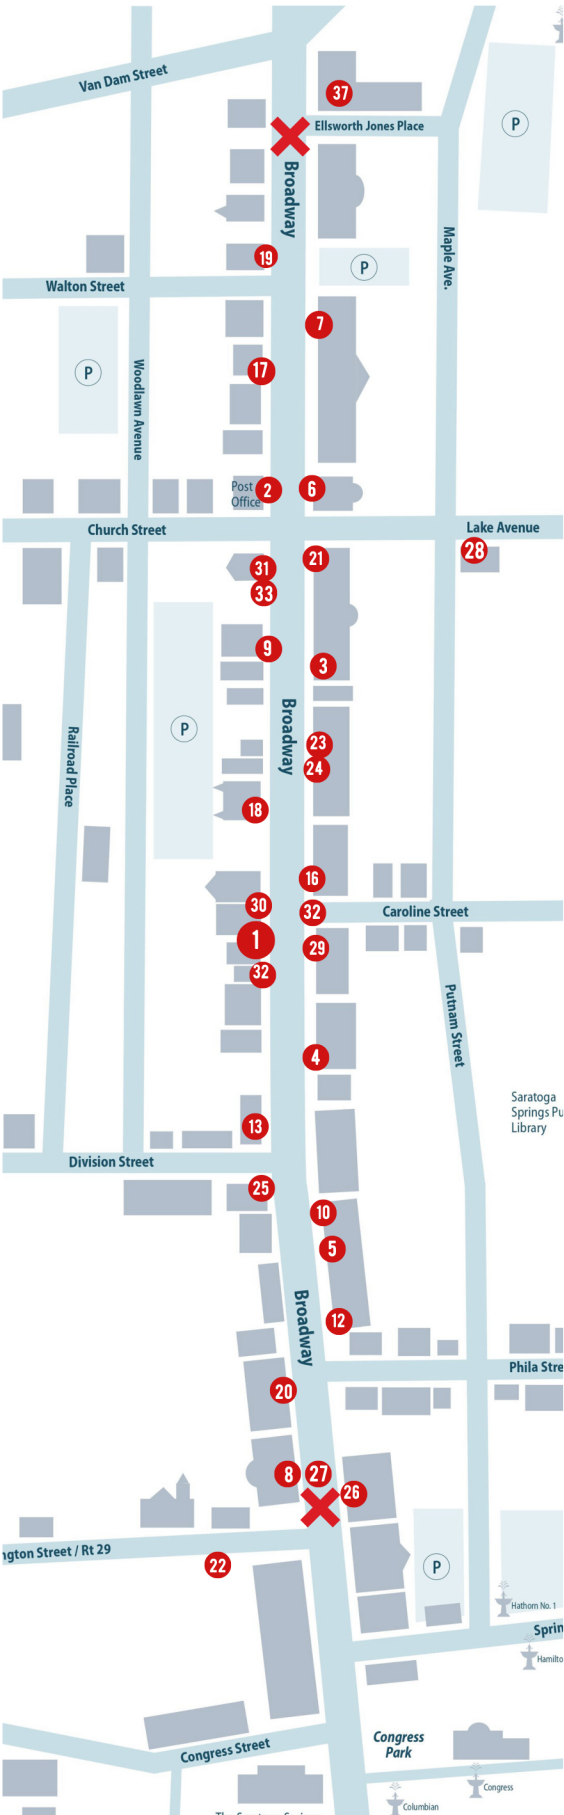 Van Dam Street
37
Ellsworth Jones Place
P
Broadway
Maple Ave.
19
P
Walton Street
7
P
Woodlawn Avenue
17
Post
Office
2
6
Church Street
Lake Avenue
28
21
31
33
9
3
Broadway
P
Railroad Place
23
24
18
16
30
32
Caroline Street
1
29
32
Putnam Street
4
Saratoga
Springs Pu
Library
13
Division Street
25
10
5
Broadway
12
Phila Stre
20
8
27
26
ngton Street / Rt 29
22
P
Hathorn No. 1
Sprin
Hamilto
Congress Street
Congress
Park
Congress
Columbian